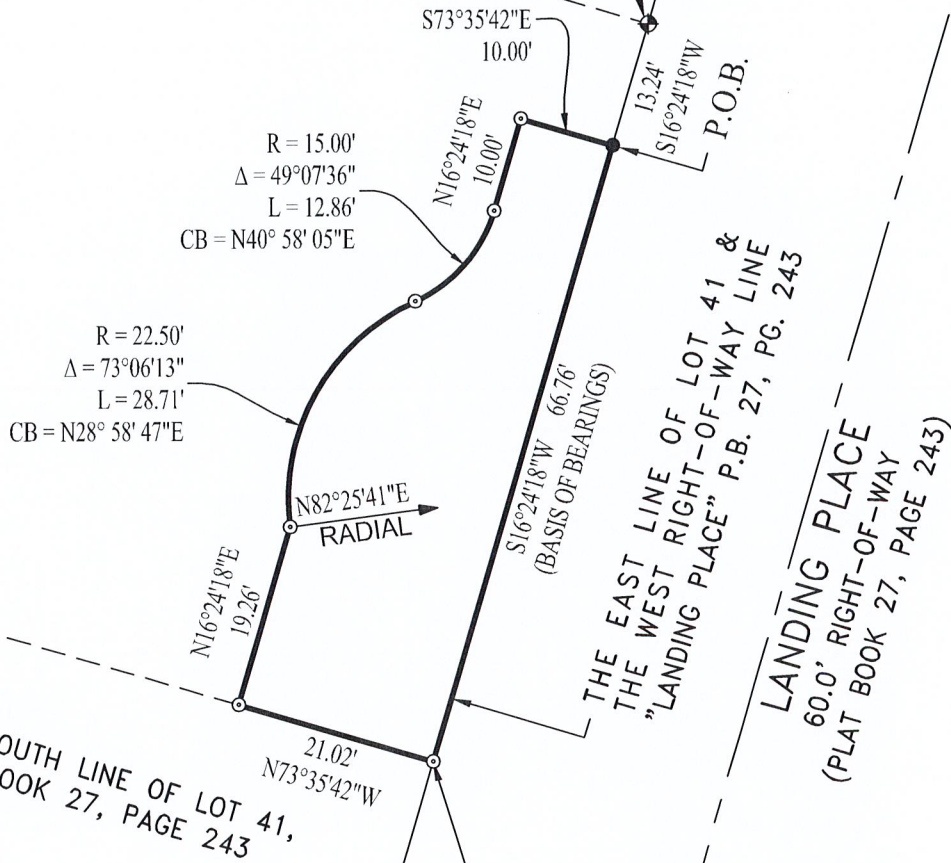 S73°35'42"E
10.00'
13.24'
S16°24'18"W
P.O.B.
N16°24'18"E
10.00'
R = 15.00'
Δ = 49°07'36"
L = 12.86'
CB = N40° 58' 05"E
R = 22.50'
Δ = 73°06'13"
L = 28.71'
CB = N28° 58' 47"E
N82°25'41"E
RADIAL
N16°24'18"E
19.26'
S16°24'18"W 66.76'
(BASIS OF BEARINGS)
THE EAST LINE OF LOT 41 &
THE WEST RIGHT-OF-WAY LINE
"LANDING PLACE" P.B. 27, PG. 243
LANDING PLACE
60.0' RIGHT-OF-WAY
(PLAT BOOK 27, PAGE 243)
21.02'
N73°35'42"W
OUTH LINE OF LOT 41,
OOK 27, PAGE 243